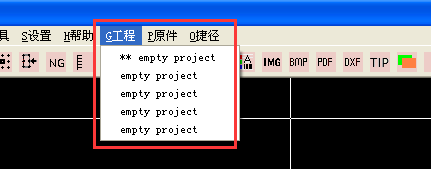 具 S设置 H帮助 G工程 P原件 Q捷径
NG IMG BMP PDF DXF TIP
** empty project
empty project
empty project
empty project
empty project